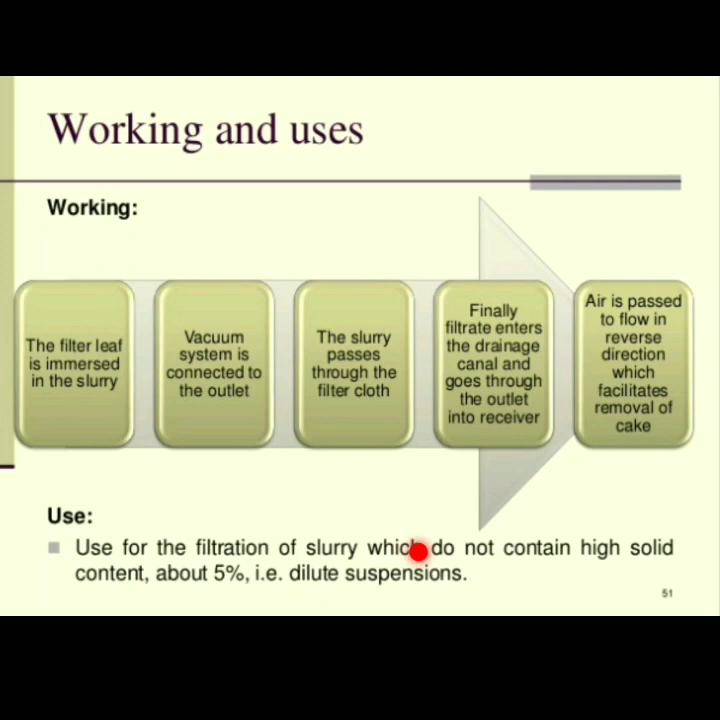 Working and uses
Working:
The filter leaf
is immersed
in the slurry
Vacuum
system is
connected to
the outlet
The slurry
passes
through the
filter cloth
Finally
filtrate enters
the drainage
canal and
goes through
the outlet
into receiver
Air is passed
to flow in
reverse
direction
which
facilitates
removal of
cake
Use:
Use for the filtration of slurry which do not contain high solid
content, about 5%, i.e. dilute suspensions.
51